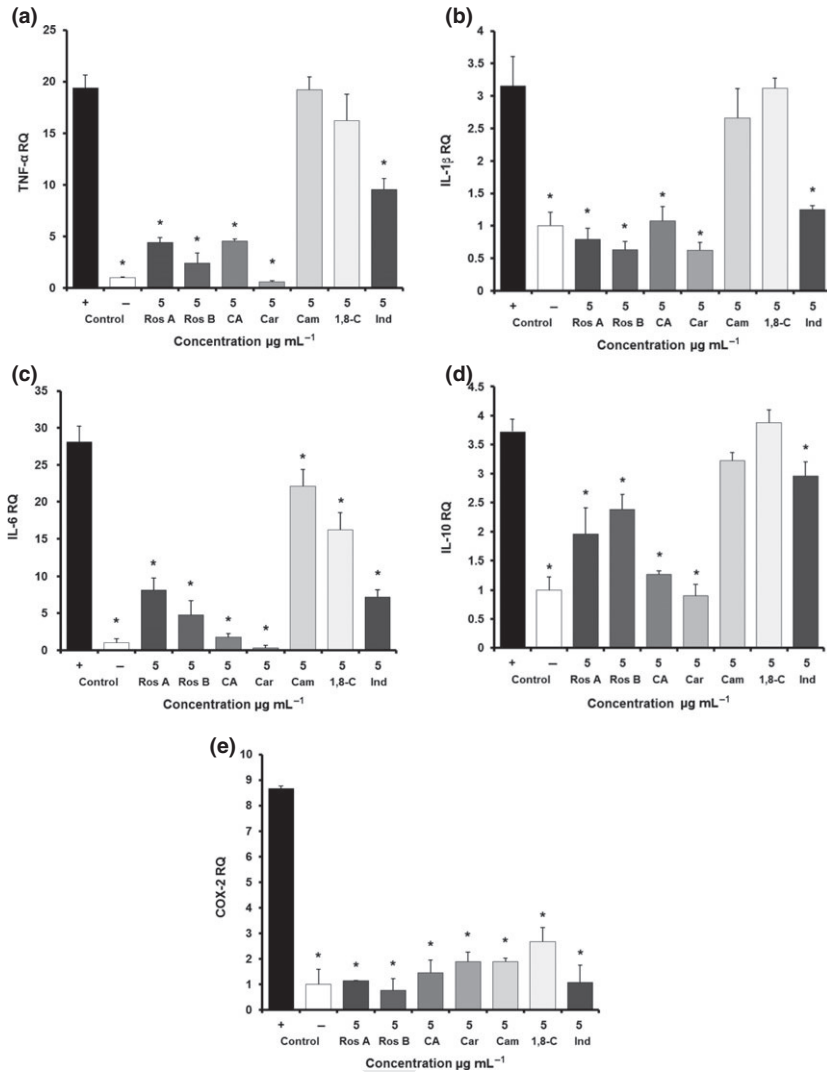 (a)
TNF-α RQ
25
20
15
10
5
0
* * * * * *
+ – 5 5 5 5 5 5 5
Control Ros A Ros B CA Car Cam 1,8-C Ind
Concentration µg mL⁻¹
(b)
IL-1β RQ
4
3.5
3
2.5
2
1.5
1
0.5
0
* * * * * *
+ – 5 5 5 5 5 5 5
Control Ros A Ros B CA Car Cam 1,8-C Ind
Concentration µg mL⁻¹
(c)
IL-6 RQ
35
30
25
20
15
10
5
0
* * * * * * * *
+ – 5 5 5 5 5 5 5
Control Ros A Ros B CA Car Cam 1,8-C Ind
Concentration µg mL⁻¹
(d)
IL-10 RQ
4.5
4
3.5
3
2.5
2
1.5
1
0.5
0
* * * * * *
+ – 5 5 5 5 5 5 5
Control Ros A Ros B CA Car Cam 1,8-C Ind
Concentration µg mL⁻¹
(e)
COX-2 RQ
10
9
8
7
6
5
4
3
2
1
0
* * * * * * * *
+ – 5 5 5 5 5 5 5
Control Ros A Ros B CA Car Cam 1,8-C Ind
Concentration µg mL⁻¹